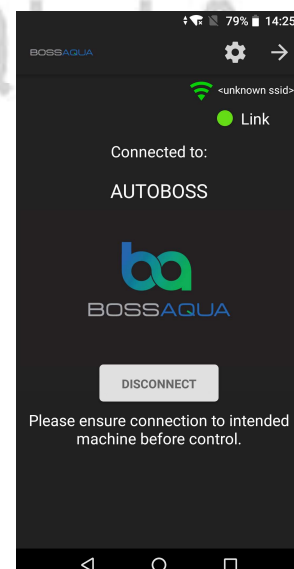 79% 14:25
BOSSAQUA
<unknown ssid>
Link
Connected to:
AUTOBOSS
ba
BOSSAQUA
DISCONNECT
Please ensure connection to intended
machine before control.